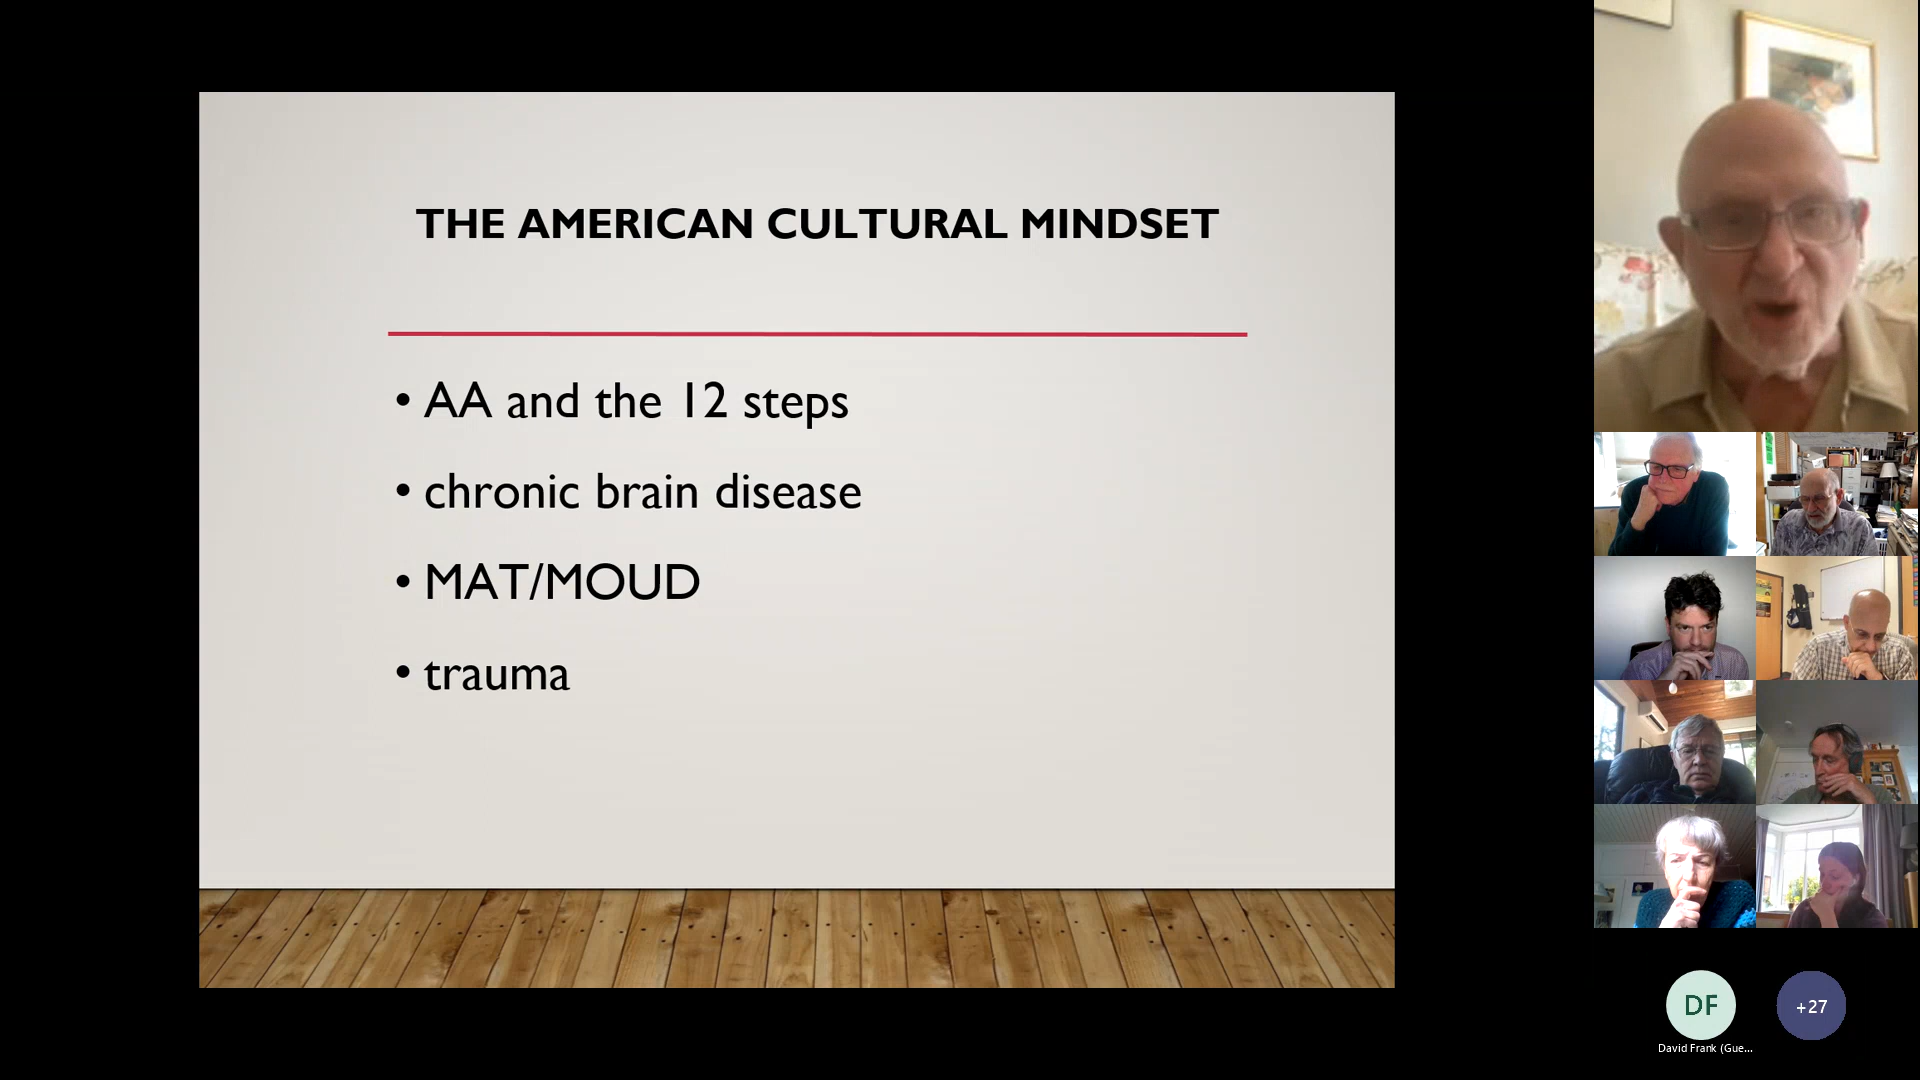 THE AMERICAN CULTURAL MINDSET
• AA and the 12 steps
• chronic brain disease
• MAT/MOUD
• trauma
DF
+27
David Frank (Gue...